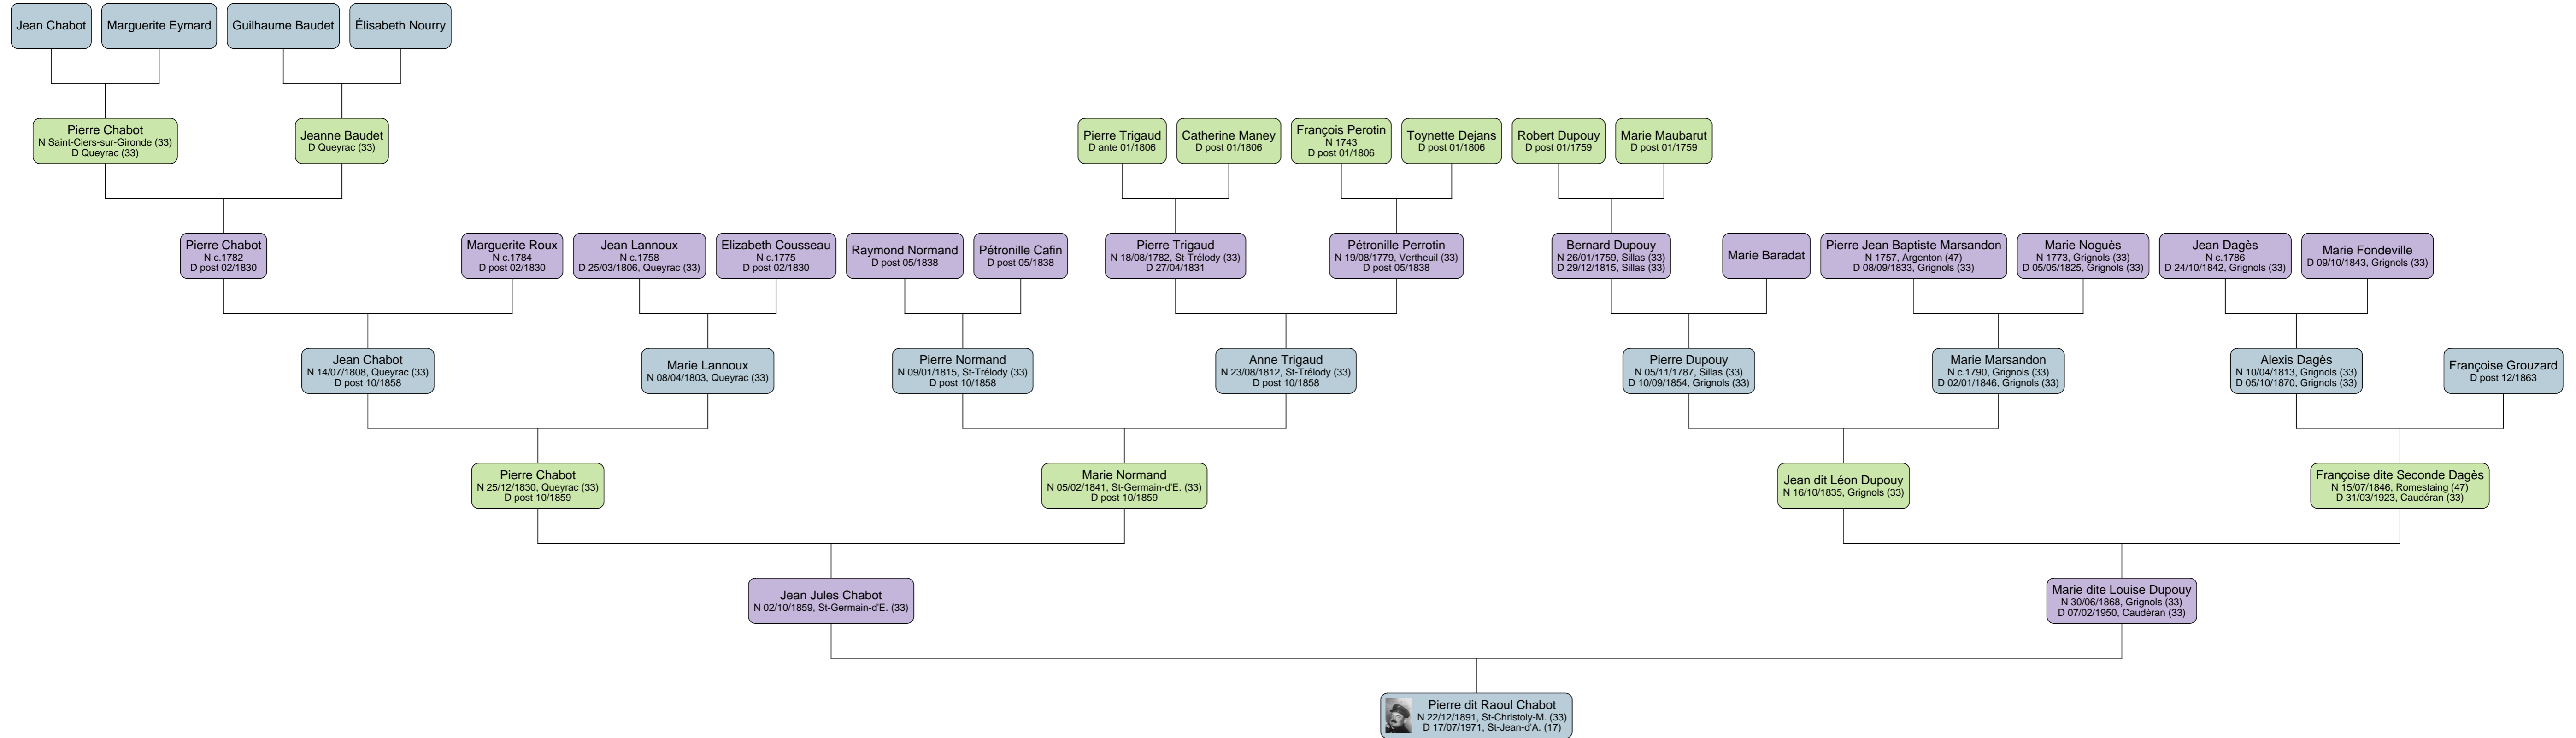 Jean Chabot
Marguerite Eymard
Guilhaume Baudet
Élisabeth Nourry
Pierre Chabot
N Saint-Ciers-sur-Gironde (33)
D Queyrac (33)
Jeanne Baudet
D Queyrac (33)
Pierre Trigaud
D ante 01/1806
Catherine Maney
D post 01/1806
François Perotin
N 1743
D post 01/1806
Toynette Dejans
D post 01/1806
Robert Dupouy
D post 01/1759
Marie Maubarut
D post 01/1759
Pierre Chabot
N c.1782
D post 02/1830
Marguerite Roux
N c.1784
D post 02/1830
Jean Lannoux
N c.1758
D 25/03/1806, Queyrac (33)
Elizabeth Cousseau
N c.1775
D post 02/1830
Raymond Normand
D post 05/1838
Pétronille Cafin
D post 05/1838
Pierre Trigaud
N 18/08/1782, St-Trélody (33)
D 27/04/1831
Pétronille Perrotin
N 19/08/1779, Vertheuil (33)
D post 05/1838
Bernard Dupouy
N 26/01/1759, Sillas (33)
D 29/12/1815, Sillas (33)
Marie Baradat
Pierre Jean Baptiste Marsandon
N 1757, Argenton (47)
D 08/09/1833, Grignols (33)
Marie Noguès
N 1773, Grignols (33)
D 05/05/1825, Grignols (33)
Jean Dagès
N c.1786
D 24/10/1842, Grignols (33)
Marie Fondeville
D 09/10/1843, Grignols (33)
Jean Chabot
N 14/07/1808, Queyrac (33)
D post 10/1858
Marie Lannoux
N 08/04/1803, Queyrac (33)
Pierre Normand
N 09/01/1815, St-Trélody (33)
D post 10/1858
Anne Trigaud
N 23/08/1812, St-Trélody (33)
D post 10/1858
Pierre Dupouy
N 05/11/1787, Sillas (33)
D 10/09/1854, Grignols (33)
Marie Marsandon
N c.1790, Grignols (33)
D 02/01/1846, Grignols (33)
Alexis Dagès
N 10/04/1813, Grignols (33)
D 05/10/1870, Grignols (33)
Françoise Grouzard
D post 12/1863
Pierre Chabot
N 25/12/1830, Queyrac (33)
D post 10/1859
Marie Normand
N 05/02/1841, St-Germain-d'E. (33)
D post 10/1859
Jean dit Léon Dupouy
N 16/10/1835, Grignols (33)
Françoise dite Seconde Dagès
N 15/07/1846, Romestaing (47)
D 31/03/1923, Caudéran (33)
Jean Jules Chabot
N 02/10/1859, St-Germain-d'E. (33)
Marie dite Louise Dupouy
N 30/06/1868, Grignols (33)
D 07/02/1950, Caudéran (33)
Pierre dit Raoul Chabot
N 22/12/1891, St-Christoly-M. (33)
D 17/07/1971, St-Jean-d'A. (17)